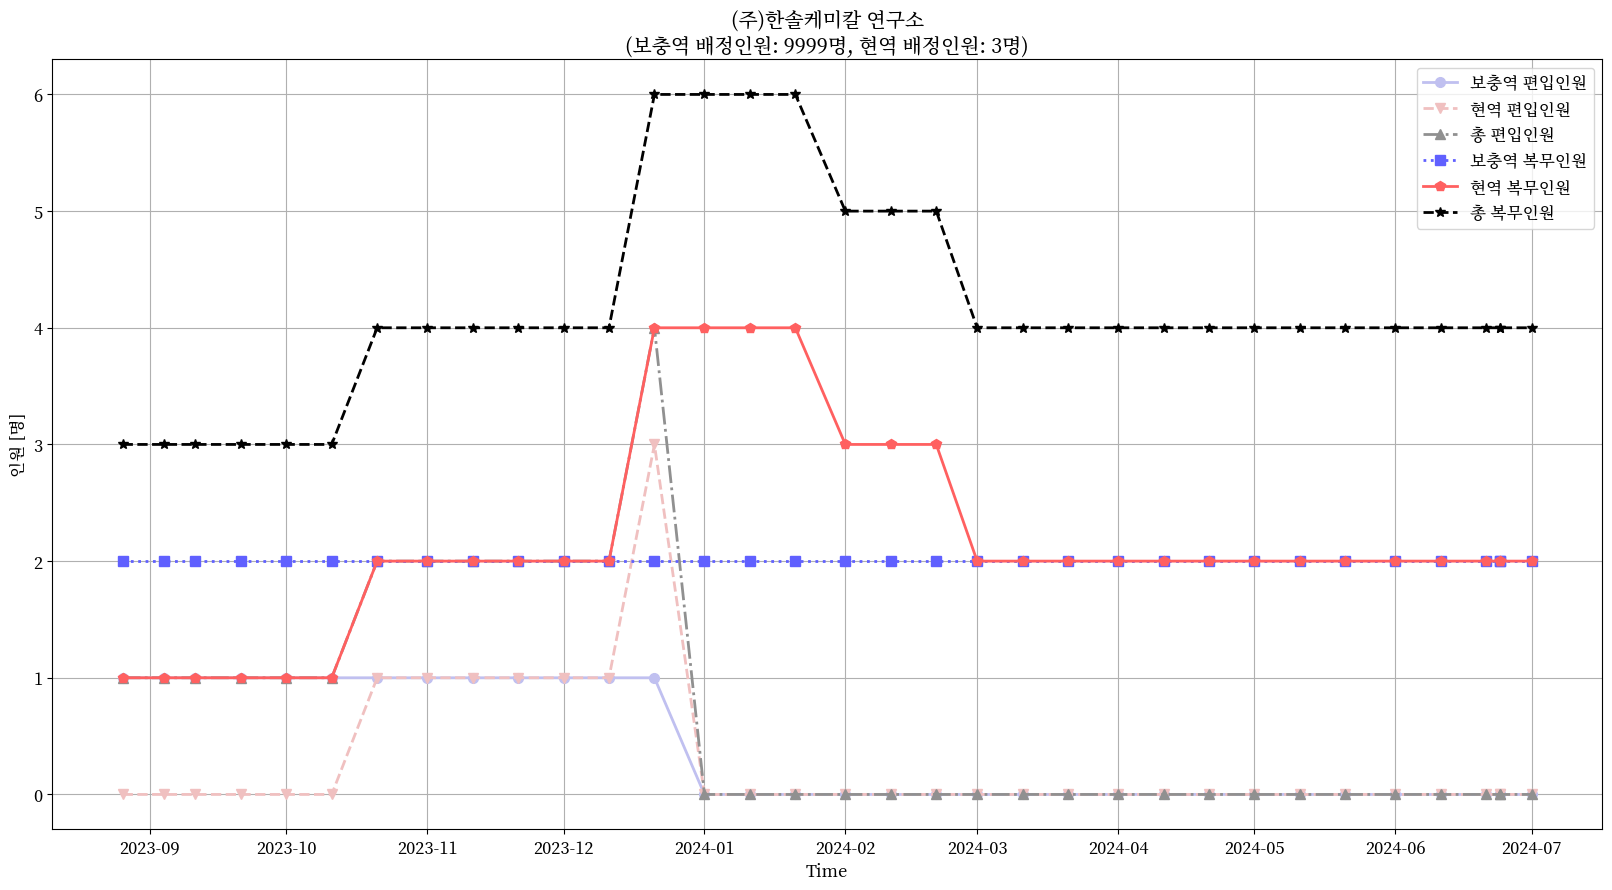 (주)한솔케미칼 연구소
(보충역 배정인원: 9999명, 현역 배정인원: 3명)
보충역 편입인원
현역 편입인원
총 편입인원
보충역 복무인원
현역 복무인원
총 복무인원
인원 [명]
6
5
4
3
2
1
0
2023-09 2023-10 2023-11 2023-12 2024-01 2024-02 2024-03 2024-04 2024-05 2024-06 2024-07
Time